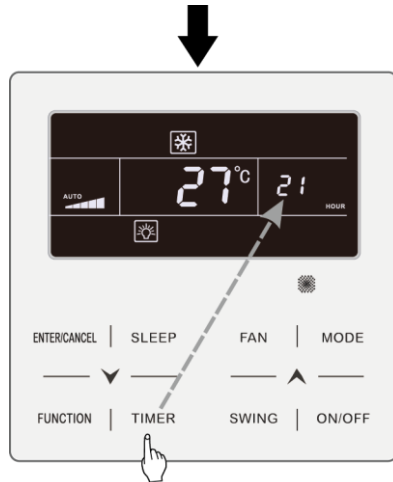 AUTO
27°C
21
HOUR
ENTER/CANCEL | SLEEP FAN | MODE
FUNCTION | TIMER SWING | ON/OFF